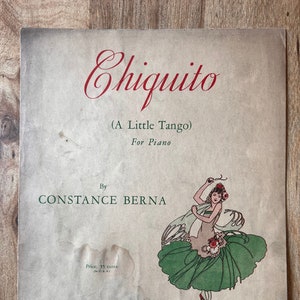 Chiquito
(A Little Tango)
For Piano
By
CONSTANCE BERNA